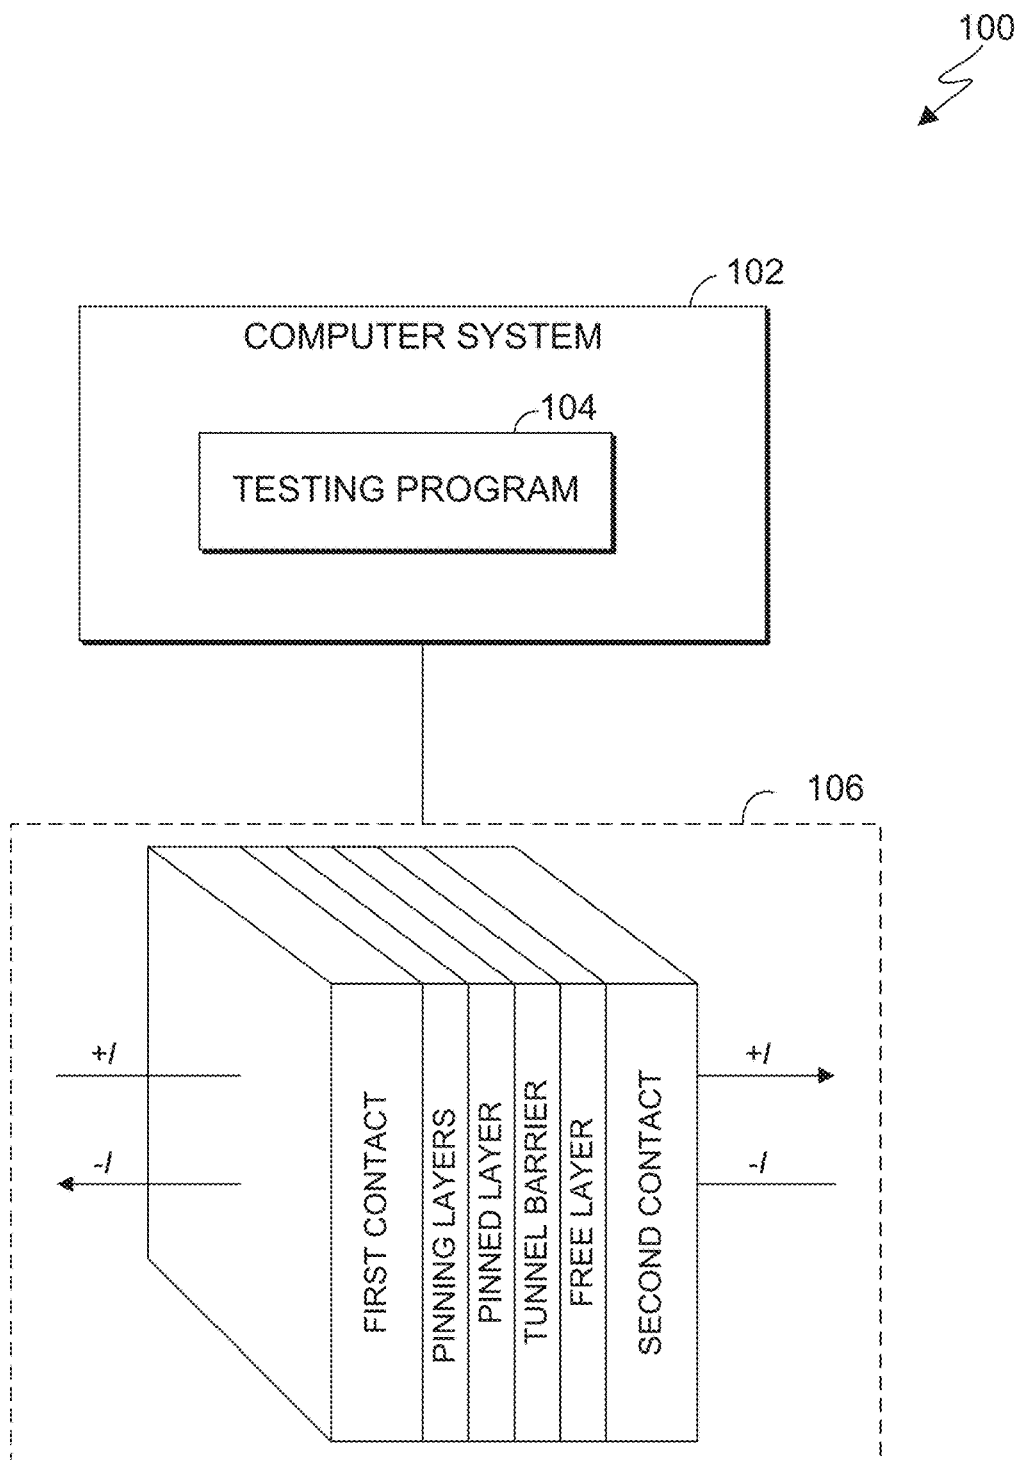 100
102
COMPUTER SYSTEM
104
TESTING PROGRAM
106
+I
+I
-I
-I
FIRST CONTACT
PINNING LAYERS
PINNED LAYER
TUNNEL BARRIER
FREE LAYER
SECOND CONTACT